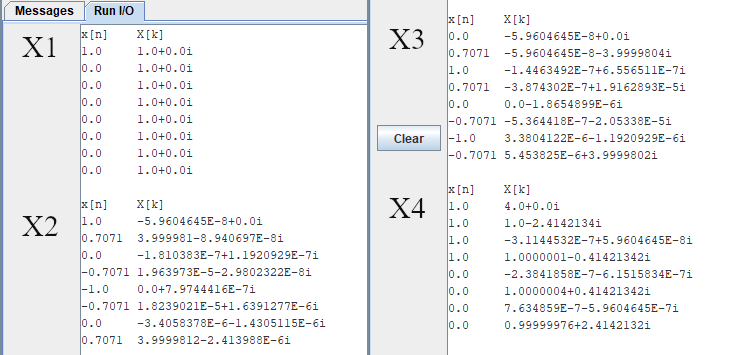 Messages
Run I/O
X1
x[n] X[k]
1.0 1.0+0.0i
0.0 1.0+0.0i
0.0 1.0+0.0i
0.0 1.0+0.0i
0.0 1.0+0.0i
0.0 1.0+0.0i
0.0 1.0+0.0i
0.0 1.0+0.0i
X2
x[n] X[k]
1.0 -5.9604645E-8+0.0i
0.7071 3.999981-8.940697E-8i
0.0 -1.810383E-7+1.1920929E-7i
-0.7071 1.963973E-5-2.9802322E-8i
-1.0 0.0+7.9744416E-7i
-0.7071 1.8239021E-5+1.6391277E-6i
0.0 -3.4058378E-6-1.4305115E-6i
0.7071 3.9999812-2.413988E-6i
X3
x[n] X[k]
0.0 -5.9604645E-8+0.0i
0.7071 -5.9604645E-8-3.9999804i
1.0 -1.4463492E-7+6.556511E-7i
0.7071 -3.874302E-7+1.9162893E-5i
0.0 0.0-1.8654899E-6i
-0.7071 -5.364418E-7-2.05338E-5i
-1.0 3.3804122E-6-1.1920929E-6i
-0.7071 5.453825E-6+3.9999802i
Clear
X4
x[n] X[k]
1.0 4.0+0.0i
1.0 1.0-2.4142134i
1.0 -3.1144532E-7+5.9604645E-8i
1.0 1.0000001-0.41421342i
0.0 -2.3841858E-7-6.1515834E-7i
0.0 1.0000004+0.41421342i
0.0 7.634859E-7-5.9604645E-7i
0.0 0.99999976+2.4142132i